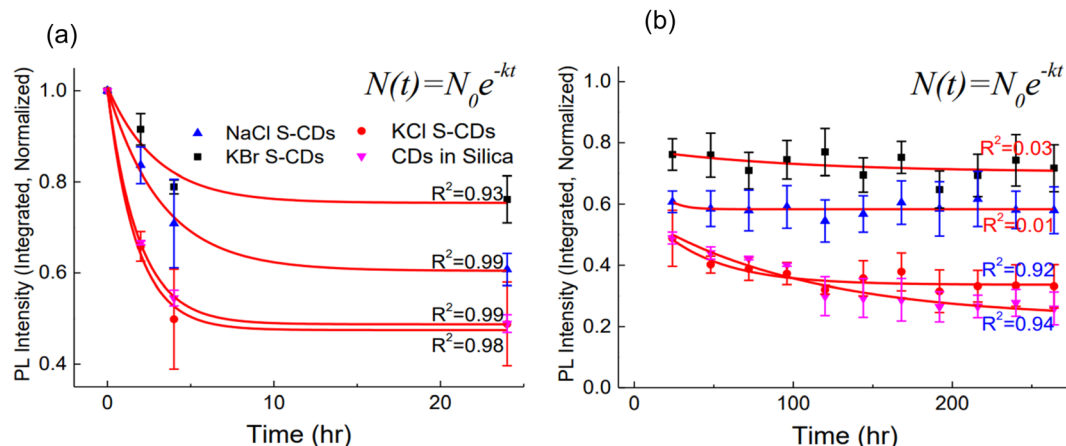 (a)
(b)
PL Intensity (Integrated, Normalized)
1.0
0.8
0.6
0.4
N(t)=N₀e⁻ᵏᵗ
NaCl S-CDs
KCl S-CDs
KBr S-CDs
CDs in Silica
R²=0.93
R²=0.99
R²=0.99
R²=0.98
0
10
20
Time (hr)
PL Intensity (Integrated, Normalized)
1.0
0.8
0.6
0.4
0.2
0.0
N(t)=N₀e⁻ᵏᵗ
R²=0.03
R²=0.01
R²=0.92
R²=0.94
0
100
200
Time (hr)